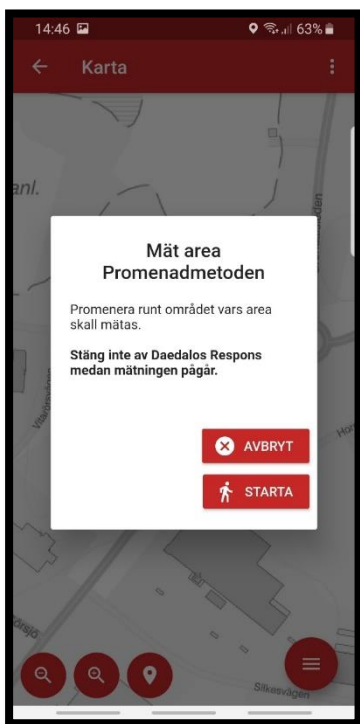 14:46 63%
Karta
anl.
Mät area
Promenadmetoden
Promenera runt området vars area
skall mätas.
Stäng inte av Daedalos Respons
medan mätningen pågår.
AVBRYT
STARTA
Silkesvägen